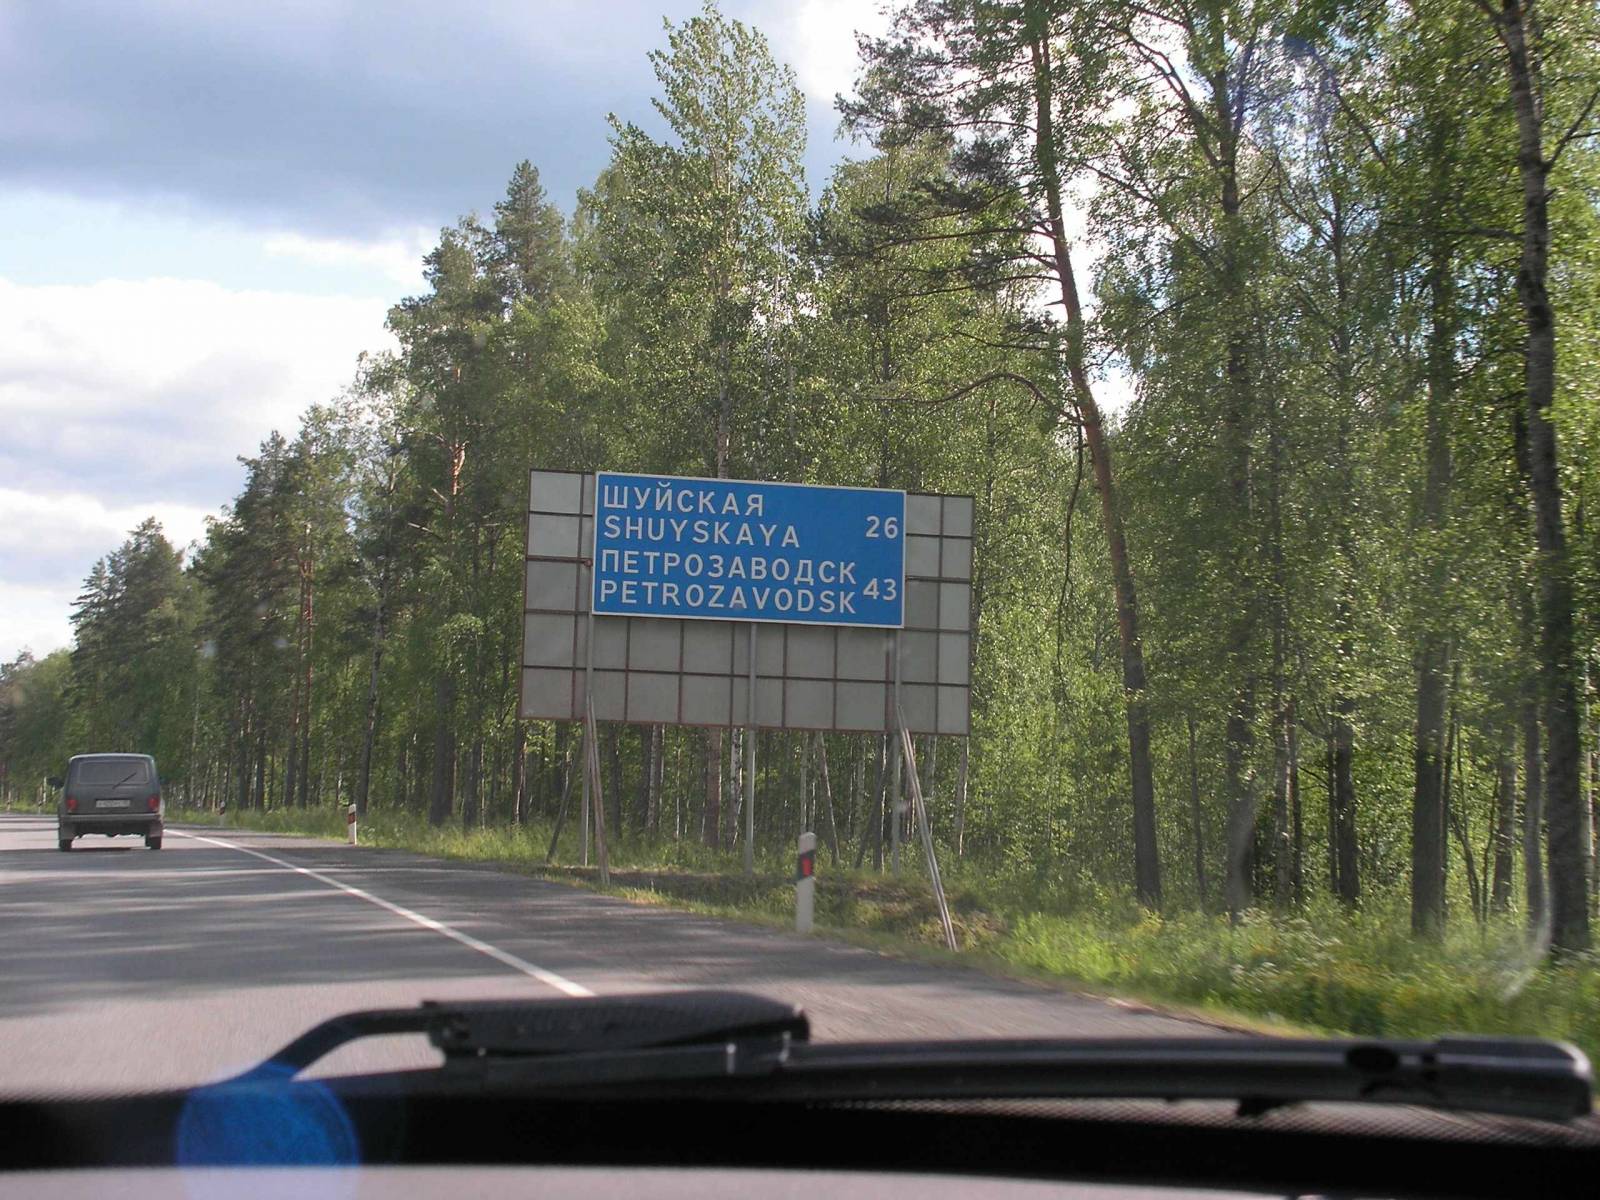 ШУЙСКАЯ
SHUYSKAYA 26
ПЕТРОЗАВОДСК
PETROZAVODSK 43